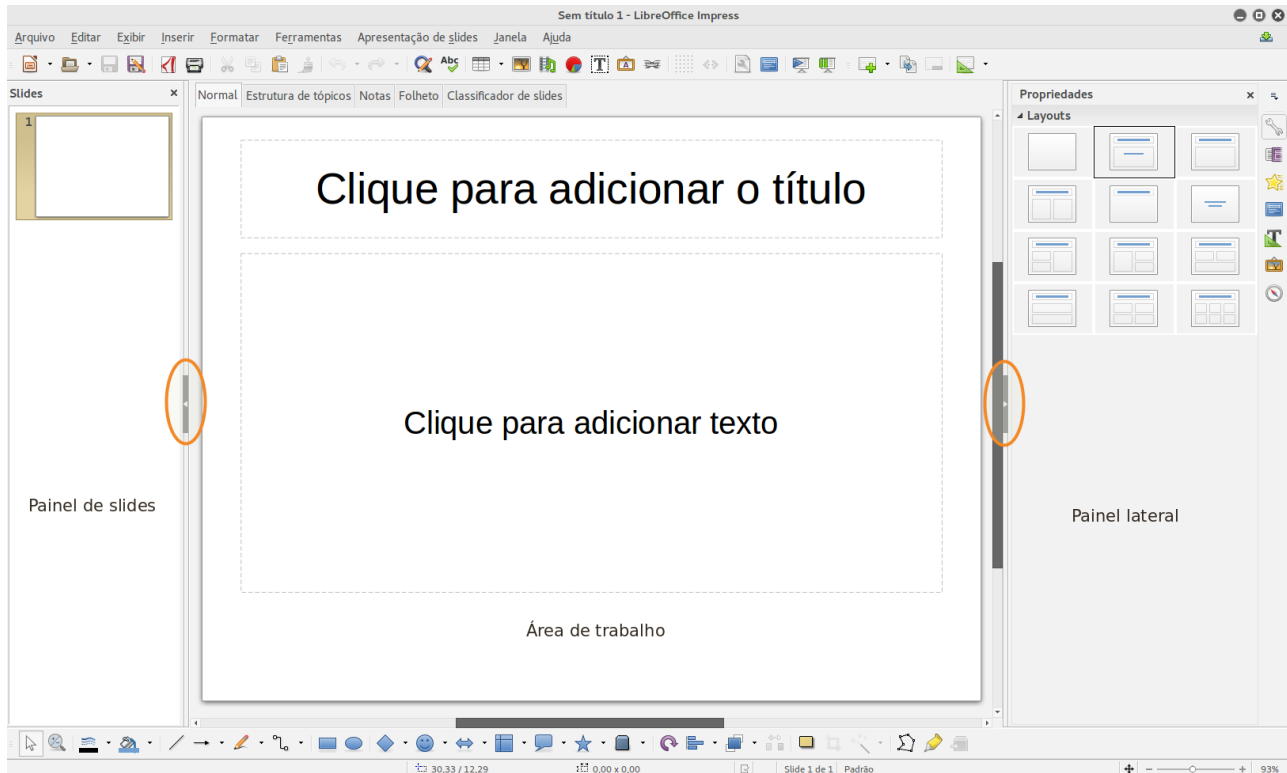 Sem título 1 - LibreOffice Impress
Arquivo Editar Exibir Inserir Formatar Ferramentas Apresentação de slides Janela Ajuda
Abc
Slides
Normal Estrutura de tópicos Notas Folheto Classificador de slides
Propriedades
Layouts
1
Clique para adicionar o título
Clique para adicionar texto
Painel de slides
Painel lateral
Área de trabalho
30,33 / 12,29 0,00 x 0,00 Slide 1 de 1 Padrão 93%